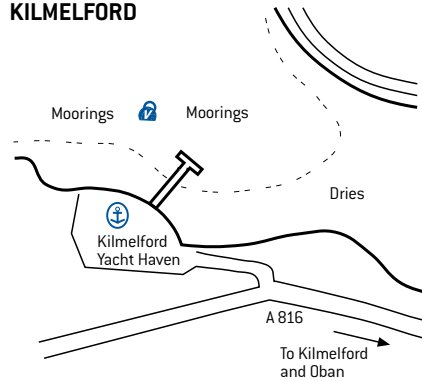 KILMELFORD
Moorings V Moorings
Dries
Kilmelford
Yacht Haven
A 816
To Kilmelford
and Oban